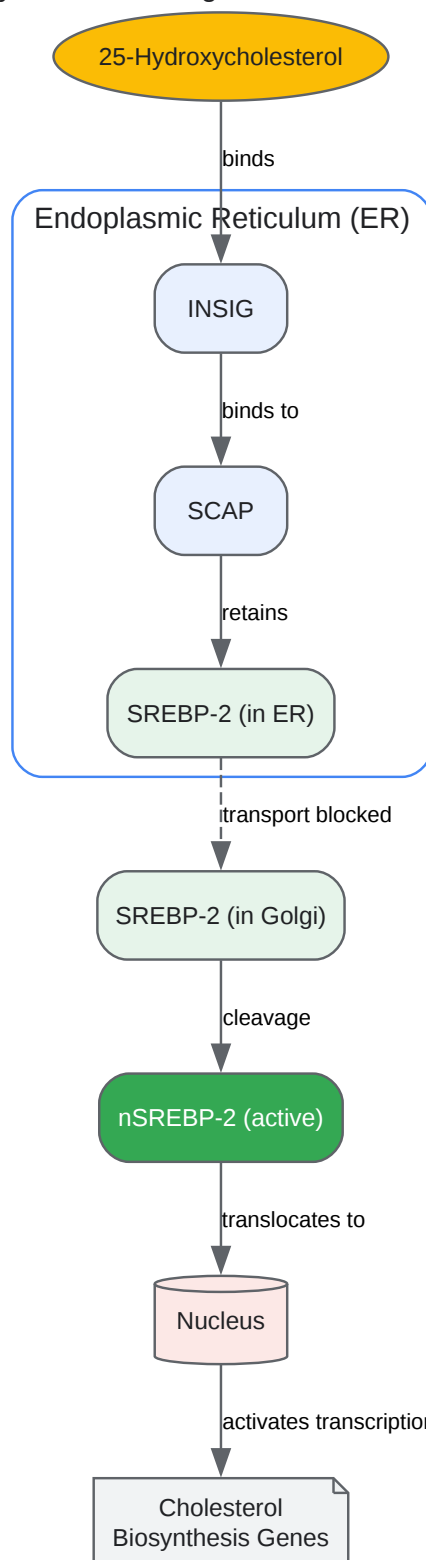 25-Hydroxycholesterol
binds
Endoplasmic Reticulum (ER)
INSIG
binds to
SCAP
retains
SREBP-2 (in ER)
transport blocked
SREBP-2 (in Golgi)
cleavage
nSREBP-2 (active)
translocates to
Nucleus
activates transcription
Cholesterol
Biosynthesis Genes